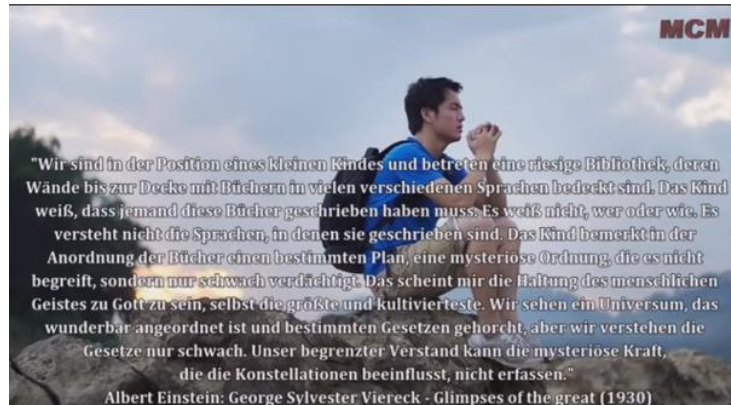 MCM
"Wir sind in der Position eines kleinen Kindes und betreten eine riesige Bibliothek, deren
Wände bis zur Decke mit Büchern in vielen verschiedenen Sprachen bedeckt sind. Das Kind
weiß, dass jemand diese Bücher geschrieben haben muss. Es weiß nicht, wer oder wie. Es
versteht nicht die Sprachen, in denen sie geschrieben sind. Das Kind bemerkt in der
Anordnung der Bücher einen bestimmten Plan, eine mysteriöse Ordnung, die es nicht
begreift, sondern nur schwach verdächtigt. Das scheint mir die Haltung des menschlichen
Geistes zu Gott zu sein, selbst die größte und kultivierteste. Wir sehen ein Universum, das
wunderbar angeordnet ist und bestimmten Gesetzen gehorcht, aber wir verstehen die
Gesetze nur schwach. Unser begrenzter Verstand kann die mysteriöse Kraft,
die die Konstellationen beeinflusst, nicht erfassen."
Albert Einstein: George Sylvester Viereck - Glimpses of the great (1930)